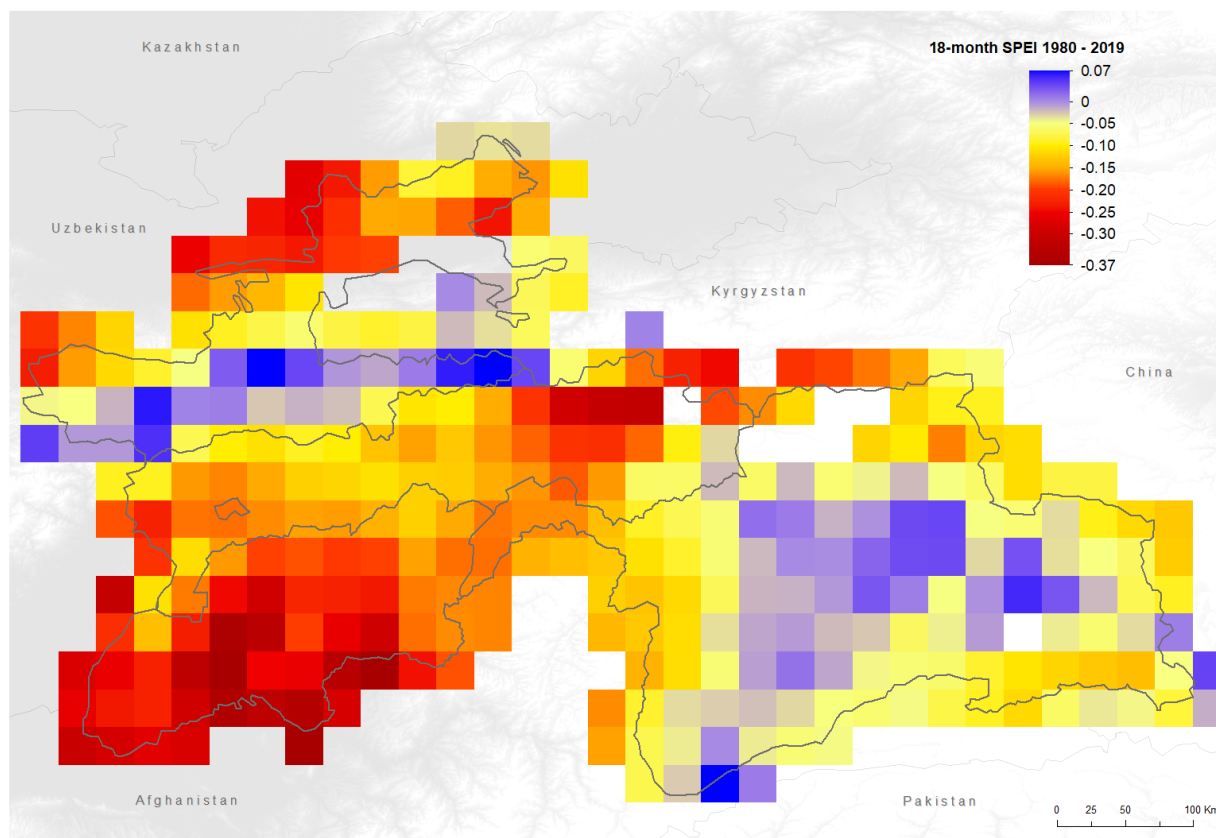 Kazakhstan
18-month SPEI 1980 - 2019
0.07
0
-0.05
-0.10
-0.15
-0.20
-0.25
-0.30
-0.37
Uzbekistan
Kyrgyzstan
China
Afghanistan
Pakistan
0 25 50 100 Km